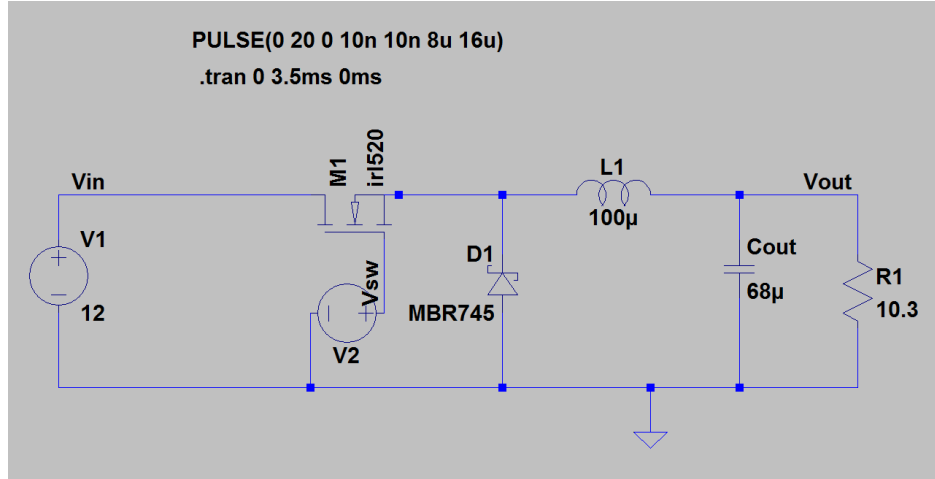 PULSE(0 20 0 10n 10n 8u 16u)
.tran 0 3.5ms 0ms
Vin
M1
irl520
L1
100µ
Vout
V1
12
Vsw
V2
D1
MBR745
Cout
68µ
R1
10.3